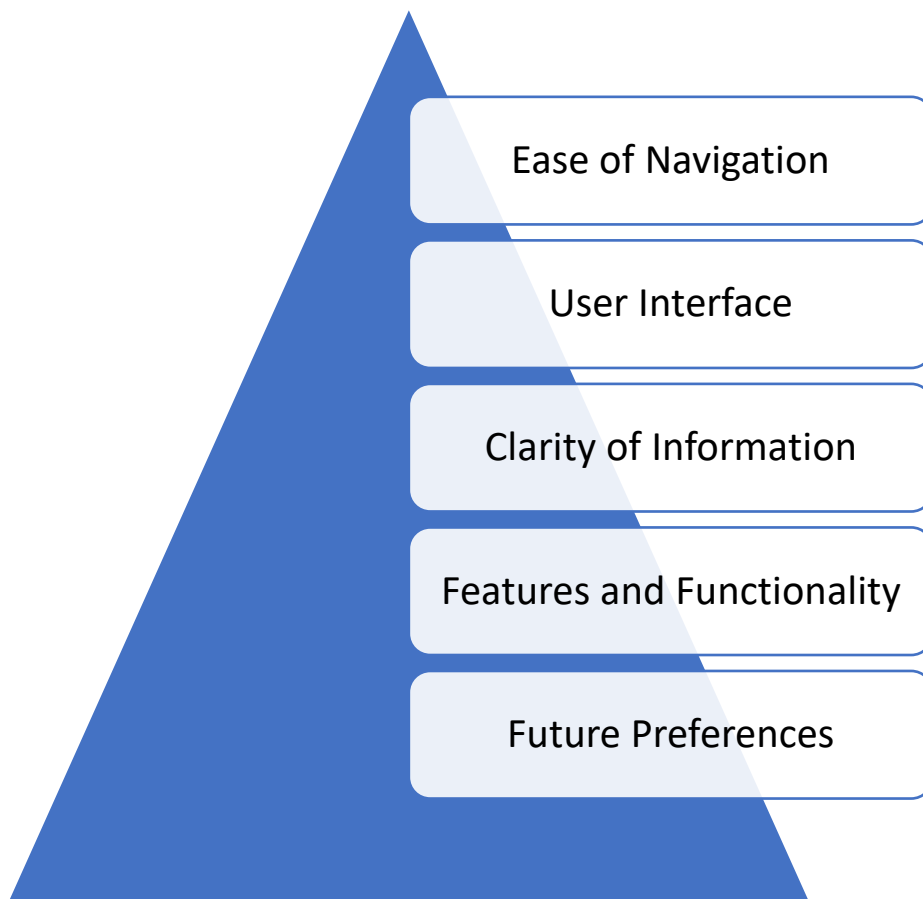 Ease of Navigation
User Interface
Clarity of Information
Features and Functionality
Future Preferences